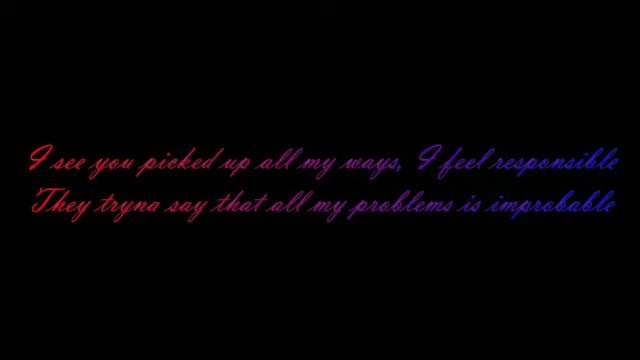 I see you picked up all my ways, I feel responsible
They tryna say that all my problems is improbable